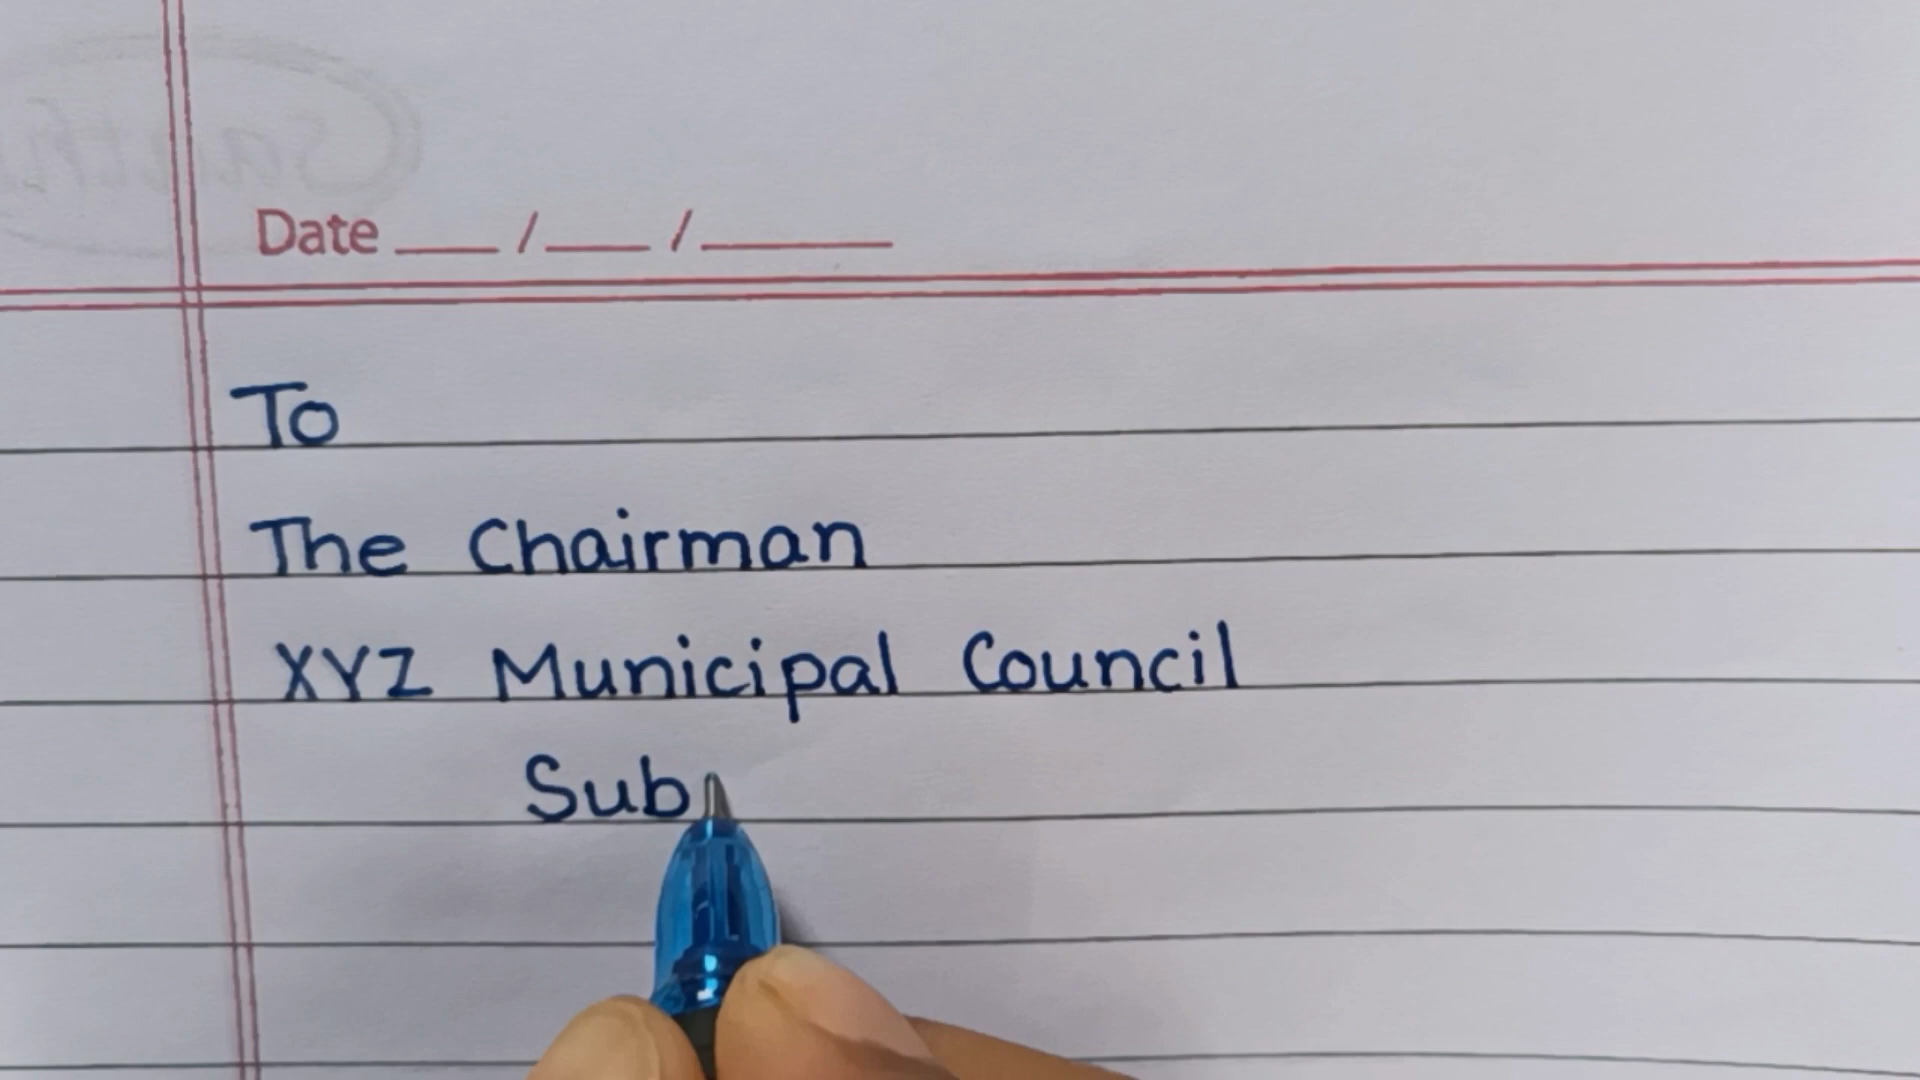 Date __ / __ / ____
To
The Chairman
XYZ Municipal Council
Sub